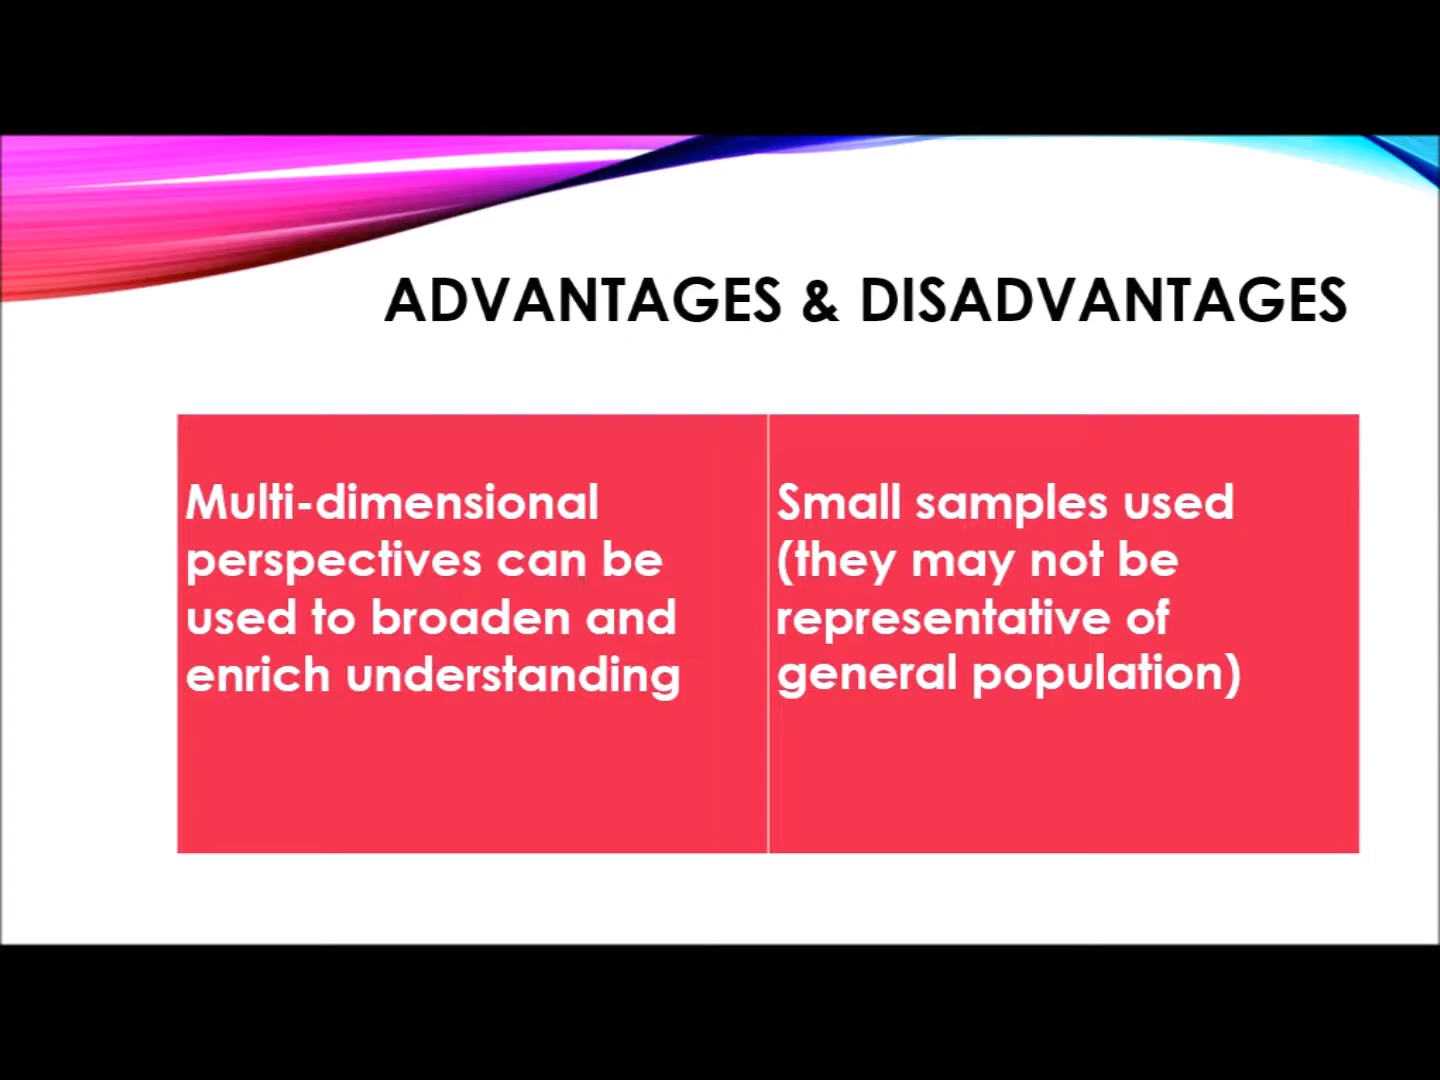 ADVANTAGES & DISADVANTAGES
Multi-dimensional
perspectives can be
used to broaden and
enrich understanding
Small samples used
(they may not be
representative of
general population)